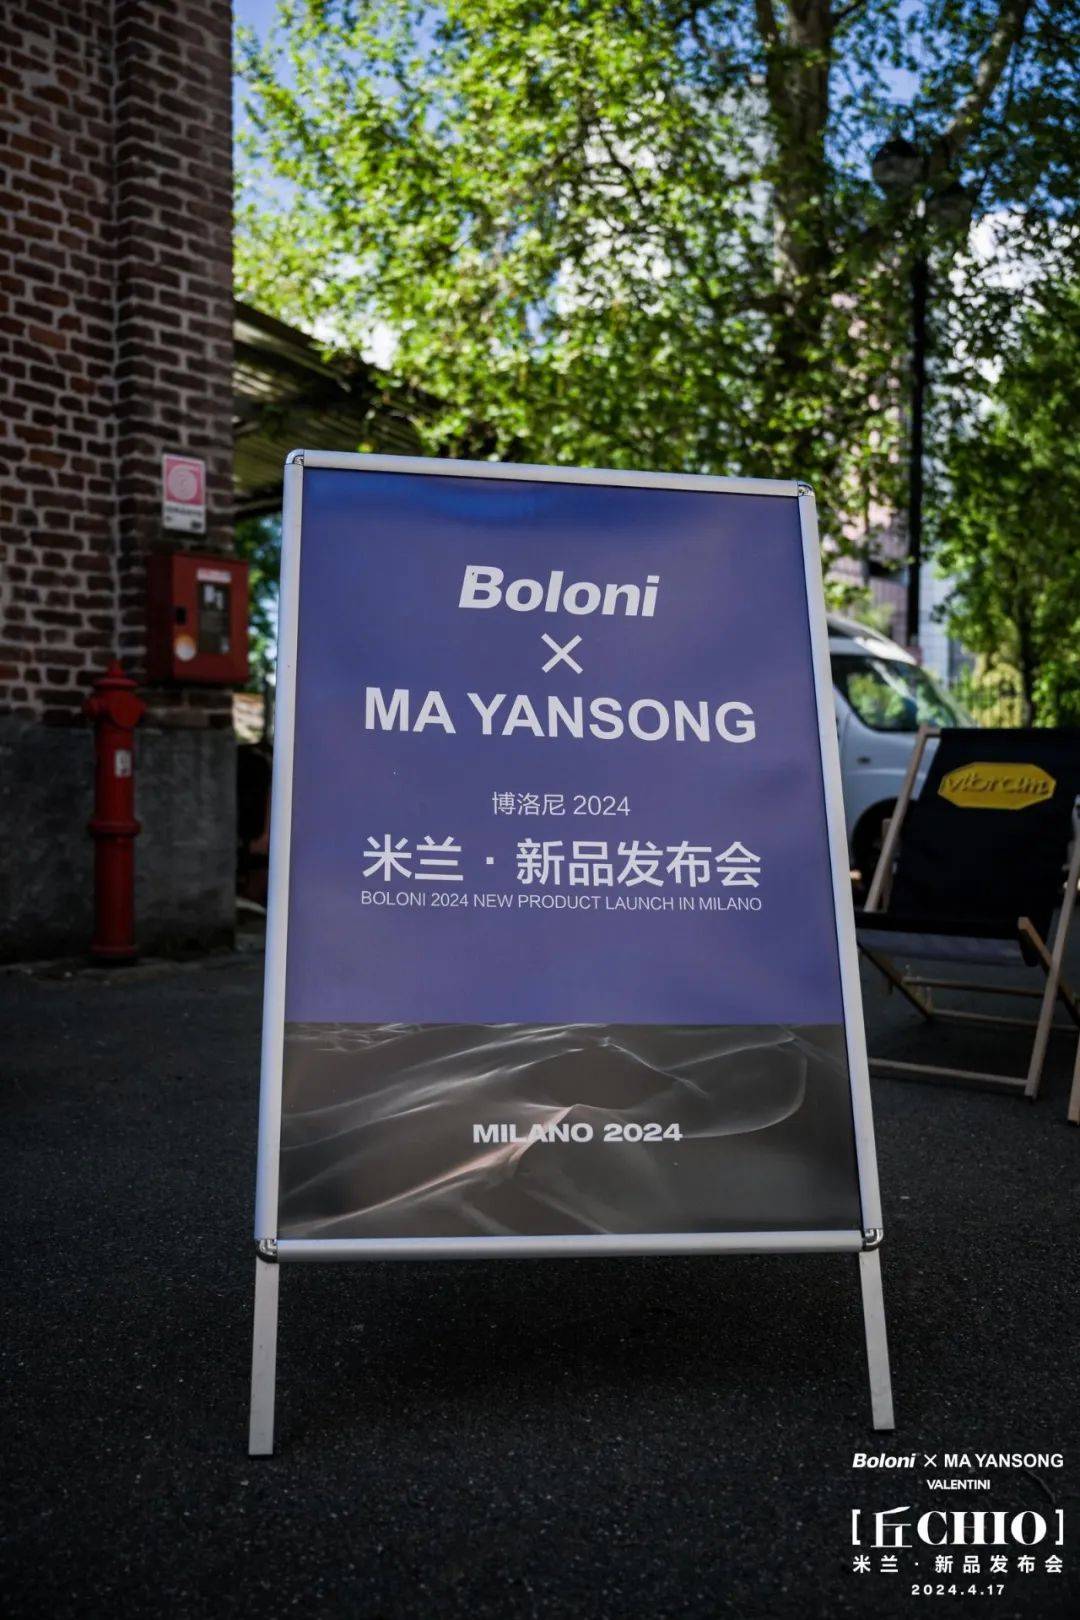 Boloni
×
MA YANSONG
博洛尼 2024
米兰·新品发布会
BOLONI 2024 NEW PRODUCT LAUNCH IN MILANO
MILANO 2024
vibram
Boloni × MA YANSONG
VALENTINI
[丘CHIO]
米兰·新品发布会
2024.4.17